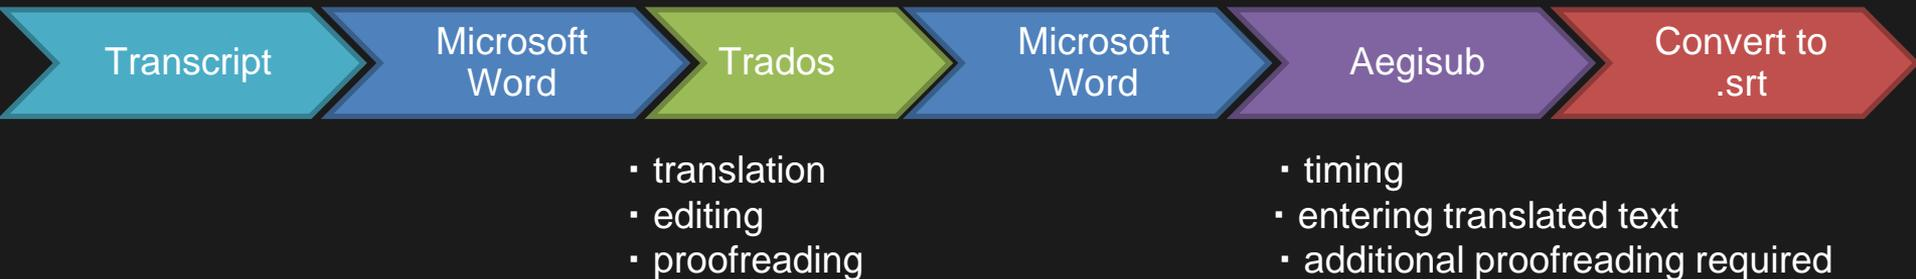 Transcript
Microsoft
Word
Trados
Microsoft
Word
Aegisub
Convert to
.srt
▪ translation
▪ editing
▪ proofreading
▪ timing
▪ entering translated text
▪ additional proofreading required